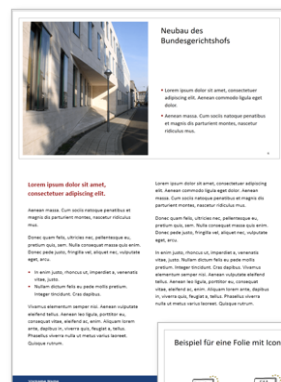 Neubau des
Bundesgerichtshofs
• Lorem ipsum dolor sit amet, consectetuer
adipiscing elit. Aenean commodo ligula eget
dolor.
• Aenean massa. Cum sociis natoque penatibus et
magnis dis parturient montes, nascetur
ridiculus mus.
Lorem ipsum dolor sit amet,
consectetuer adipiscing elit.
Aenean massa. Cum sociis natoque penatibus et
magnis dis parturient montes, nascetur ridiculus
mus.
Donec quam felis, ultricies nec, pellentesque eu,
pretium quis, sem. Nulla consequat massa quis enim.
Donec pede justo, fringilla vel, aliquet nec, vulputate
eget, arcu.
• In enim justo, rhoncus ut, imperdiet a, venenatis
vitae, justo.
• Nullam dictum felis eu pede mollis pretium.
Integer tincidunt. Cras dapibus.
Vivamus elementum semper nisi. Aenean vulputate
eleifend tellus. Aenean leo ligula, porttitor eu,
consequat vitae, eleifend ac, enim. Aliquam lorem
ante, dapibus in, viverra quis, feugiat a, tellus.
Phasellus viverra nulla ut metus varius laoreet.
Quisque rutrum.
Lorem ipsum dolor sit amet, consectetuer adipiscing
elit. Aenean commodo ligula eget dolor. Aenean
massa. Cum sociis natoque penatibus et magnis dis
parturient montes, nascetur ridiculus mus.
Donec quam felis, ultricies nec, pellentesque eu,
pretium quis, sem. Nulla consequat massa quis enim.
Donec pede justo, fringilla vel, aliquet nec, vulputate
eget, arcu.
In enim justo, rhoncus ut, imperdiet a, venenatis
vitae, justo. Nullam dictum felis eu pede mollis
pretium. Integer tincidunt. Cras dapibus. Vivamus
elementum semper nisi. Aenean vulputate eleifend
tellus. Aenean leo ligula, porttitor eu, consequat vitae,
eleifend ac, enim. Aliquam lorem ante, dapibus
in, viverra quis, feugiat a, tellus. Phasellus viverra
nulla ut metus varius laoreet. Quisque rutrum.
Beispiel für eine Folie mit Icon